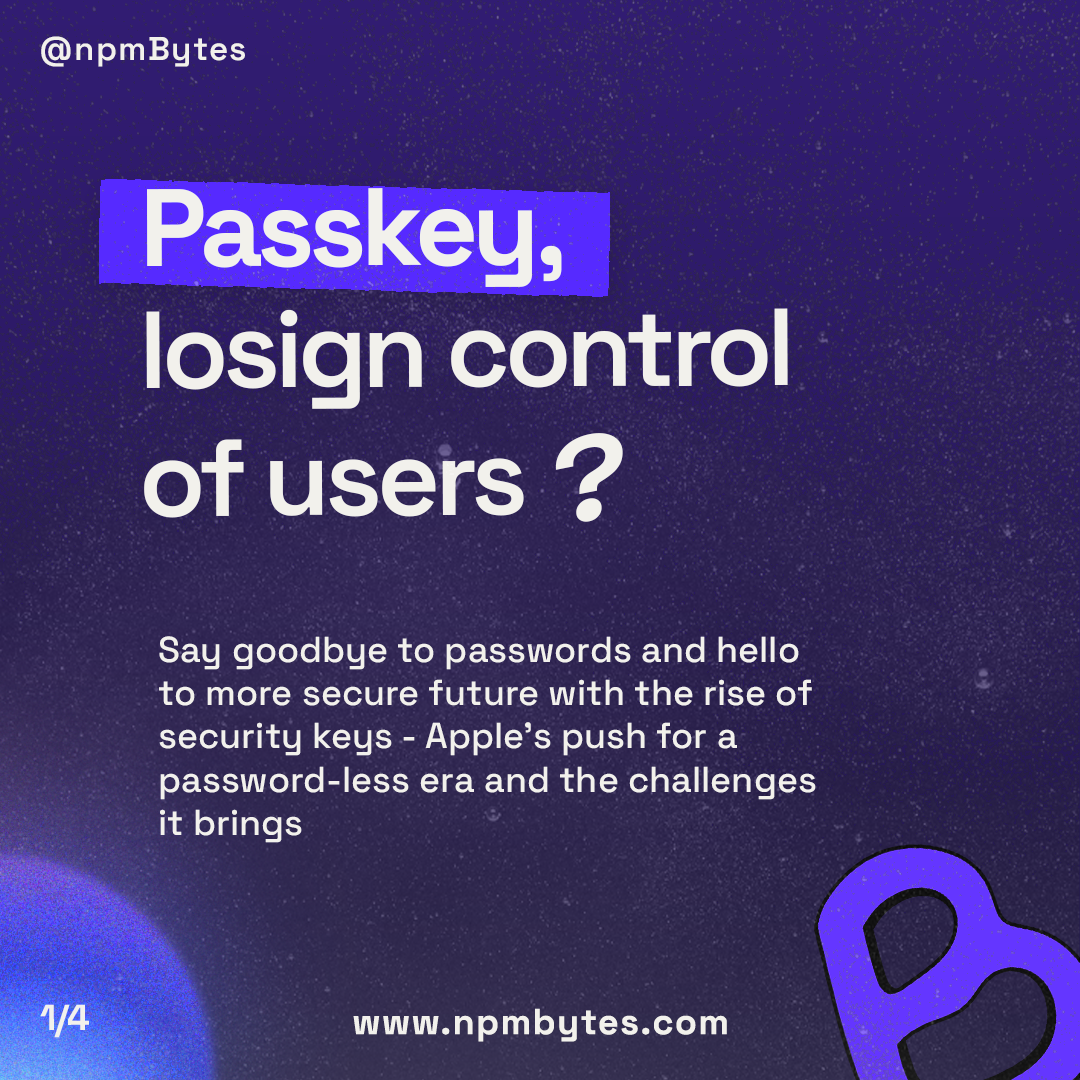 @npmBytes
Passkey,
losign control
of users ?
Say goodbye to passwords and hello
to more secure future with the rise of
security keys - Apple’s push for a
password-less era and the challenges
it brings
1/4
www.npmbytes.com
B